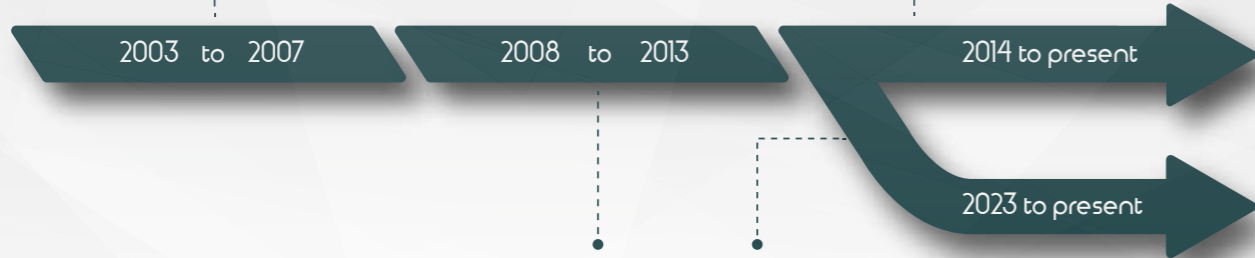 2003 to 2007
2008 to 2013
2014 to present
2023 to present